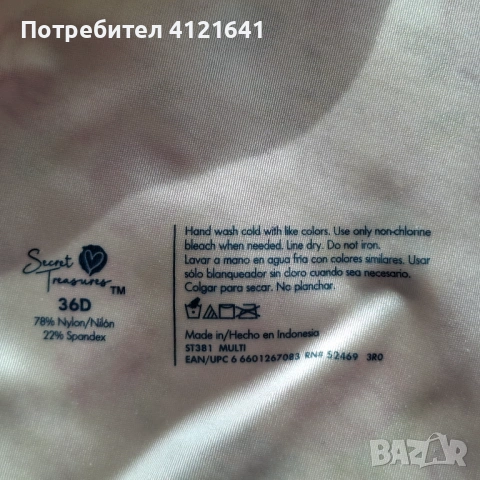 Потребител 4121641
Secret
Treasures TM
36D
78% Nylon/Nilón
22% Spandex
Hand wash cold with like colors. Use only non-chlorine
bleach when needed. Line dry. Do not iron.
Lavar a mano en agua fria con colores similares. Usar
sólo blanqueador sin cloro cuando sea necesario.
Colgar para secar. No planchar.
Made in/Hecho en Indonesia
ST381 MULTI
EAN/UPC 6 6601267083 RN# 52469 3R0
BAZAR